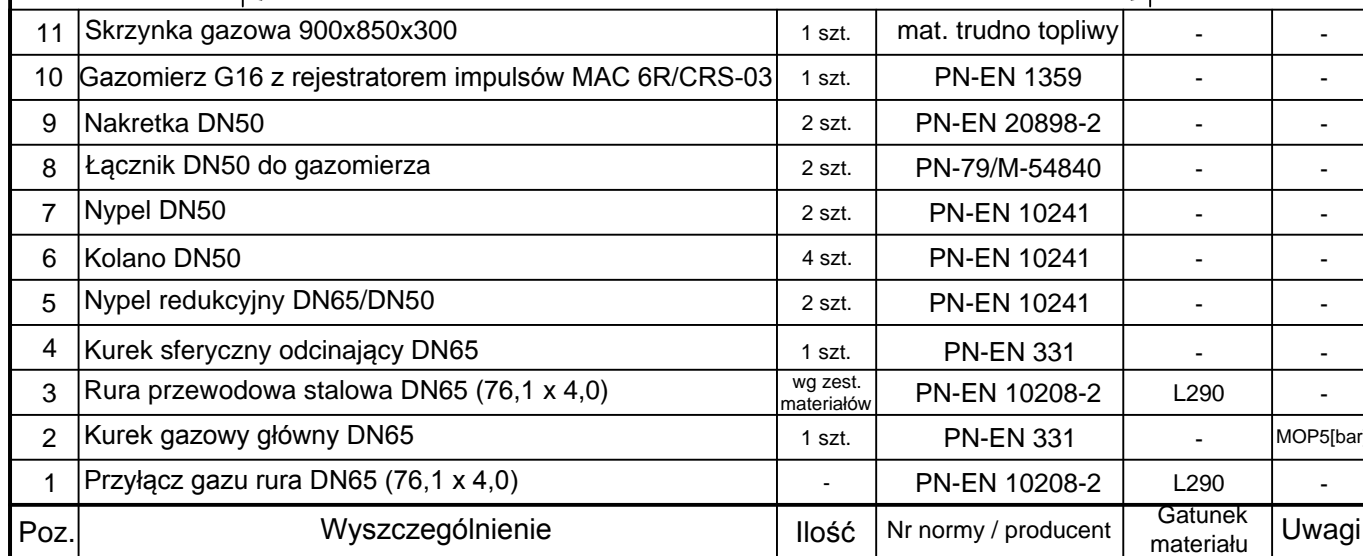 11 Skrzynka gazowa 900x850x300 1 szt. mat. trudno topliwy - -
10 Gazomierz G16 z rejestratorem impulsów MAC 6R/CRS-03 1 szt. PN-EN 1359 - -
9 Nakretka DN50 2 szt. PN-EN 20898-2 - -
8 Łącznik DN50 do gazomierza 2 szt. PN-79/M-54840 - -
7 Nypel DN50 2 szt. PN-EN 10241 - -
6 Kolano DN50 4 szt. PN-EN 10241 - -
5 Nypel redukcyjny DN65/DN50 2 szt. PN-EN 10241 - -
4 Kurek sferyczny odcinający DN65 1 szt. PN-EN 331 - -
3 Rura przewodowa stalowa DN65 (76,1 x 4,0) wg zest. materiałów PN-EN 10208-2 L290 -
2 Kurek gazowy główny DN65 1 szt. PN-EN 331 - MOP5[bar
1 Przyłącz gazu rura DN65 (76,1 x 4,0) - PN-EN 10208-2 L290 -
Poz. Wyszczególnienie Ilość Nr normy / producent Gatunek materiału Uwagi